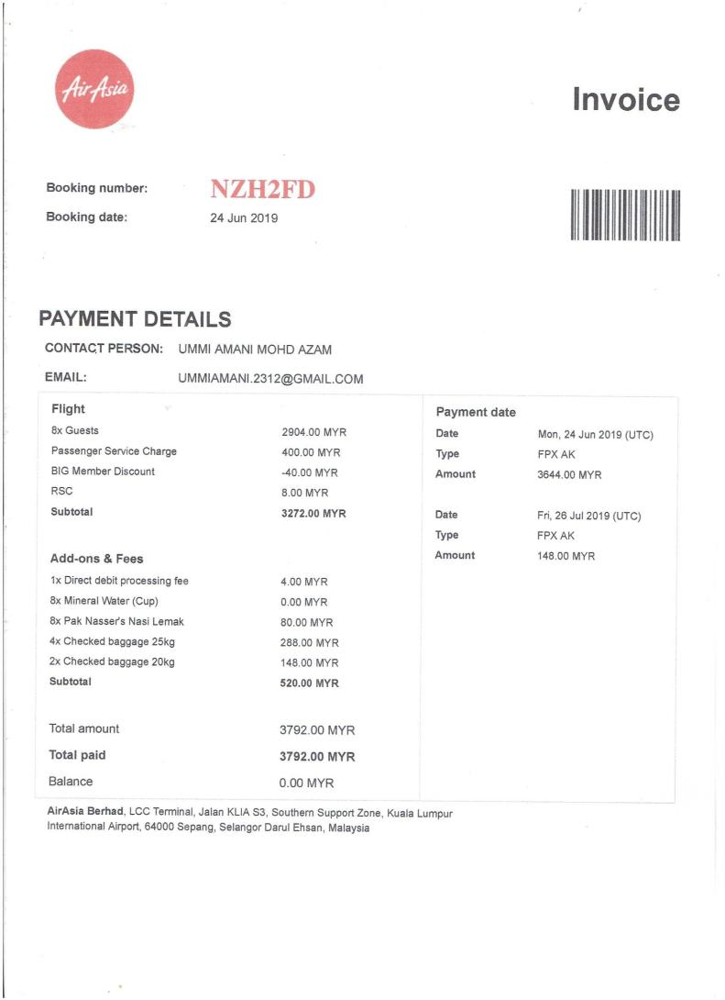 AirAsia
Invoice
Booking number: NZH2FD
Booking date: 24 Jun 2019
PAYMENT DETAILS
CONTACT PERSON: UMMI AMANI MOHD AZAM
EMAIL: UMMIAMANI.2312@GMAIL.COM
Flight
8x Guests 2904.00 MYR
Passenger Service Charge 400.00 MYR
BIG Member Discount -40.00 MYR
RSC 8.00 MYR
Subtotal 3272.00 MYR
Add-ons & Fees
1x Direct debit processing fee 4.00 MYR
8x Mineral Water (Cup) 0.00 MYR
8x Pak Nasser's Nasi Lemak 80.00 MYR
4x Checked baggage 25kg 288.00 MYR
2x Checked baggage 20kg 148.00 MYR
Subtotal 520.00 MYR
Total amount 3792.00 MYR
Total paid 3792.00 MYR
Balance 0.00 MYR
Payment date
Date Mon, 24 Jun 2019 (UTC)
Type FPX AK
Amount 3644.00 MYR
Date Fri, 26 Jul 2019 (UTC)
Type FPX AK
Amount 148.00 MYR
AirAsia Berhad, LCC Terminal, Jalan KLIA S3, Southern Support Zone, Kuala Lumpur
International Airport, 64000 Sepang, Selangor Darul Ehsan, Malaysia